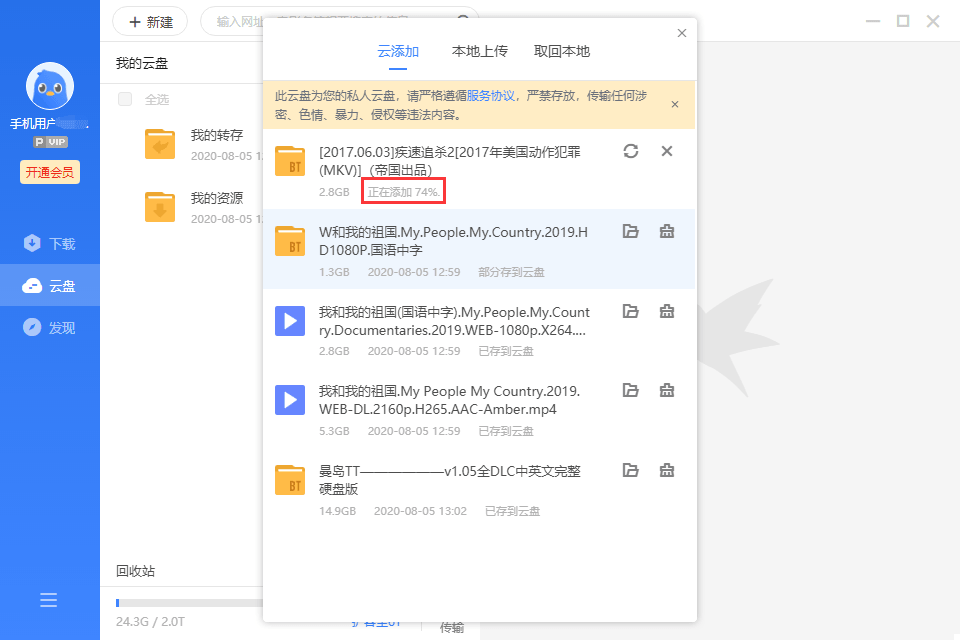 手机用户
P VIP
开通会员
下载
云盘
发现
+ 新建
输入网址
我的云盘
全选
我的转存
2020-08-05 1
我的资源
2020-08-05 1
回收站
24.3G / 2.0T
传输
云添加 本地上传 取回本地
此云盘为您的私人云盘，请严格遵循服务协议，严禁存放，传输任何涉
密、色情、暴力、侵权等违法内容。
BT
[2017.06.03]疾速追杀2[2017年美国动作犯罪
(MKV)]（帝国出品）
2.8GB 正在添加 74%.
BT
W和我的祖国.My.People.My.Country.2019.H
D1080P.国语中字
1.3GB 2020-08-05 12:59 部分存到云盘
我和我的祖国(国语中字).My.People.My.Count
ry.Documentaries.2019.WEB-1080p.X264....
2.8GB 2020-08-05 12:59 已存到云盘
我和我的祖国.My People My Country.2019.
WEB-DL.2160p.H265.AAC-Amber.mp4
5.3GB 2020-08-05 12:59 已存到云盘
BT
曼岛TT——————v1.05全DLC中英文完整
硬盘版
14.9GB 2020-08-05 13:02 已存到云盘